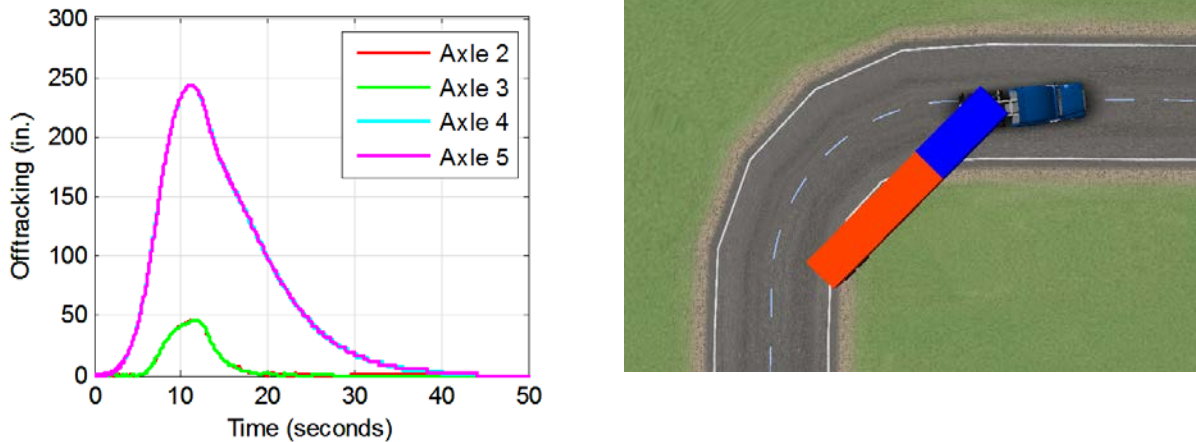 300
250
200
150
100
50
0
Offtracking (in.)
Axle 2
Axle 3
Axle 4
Axle 5
0 10 20 30 40 50
Time (seconds)